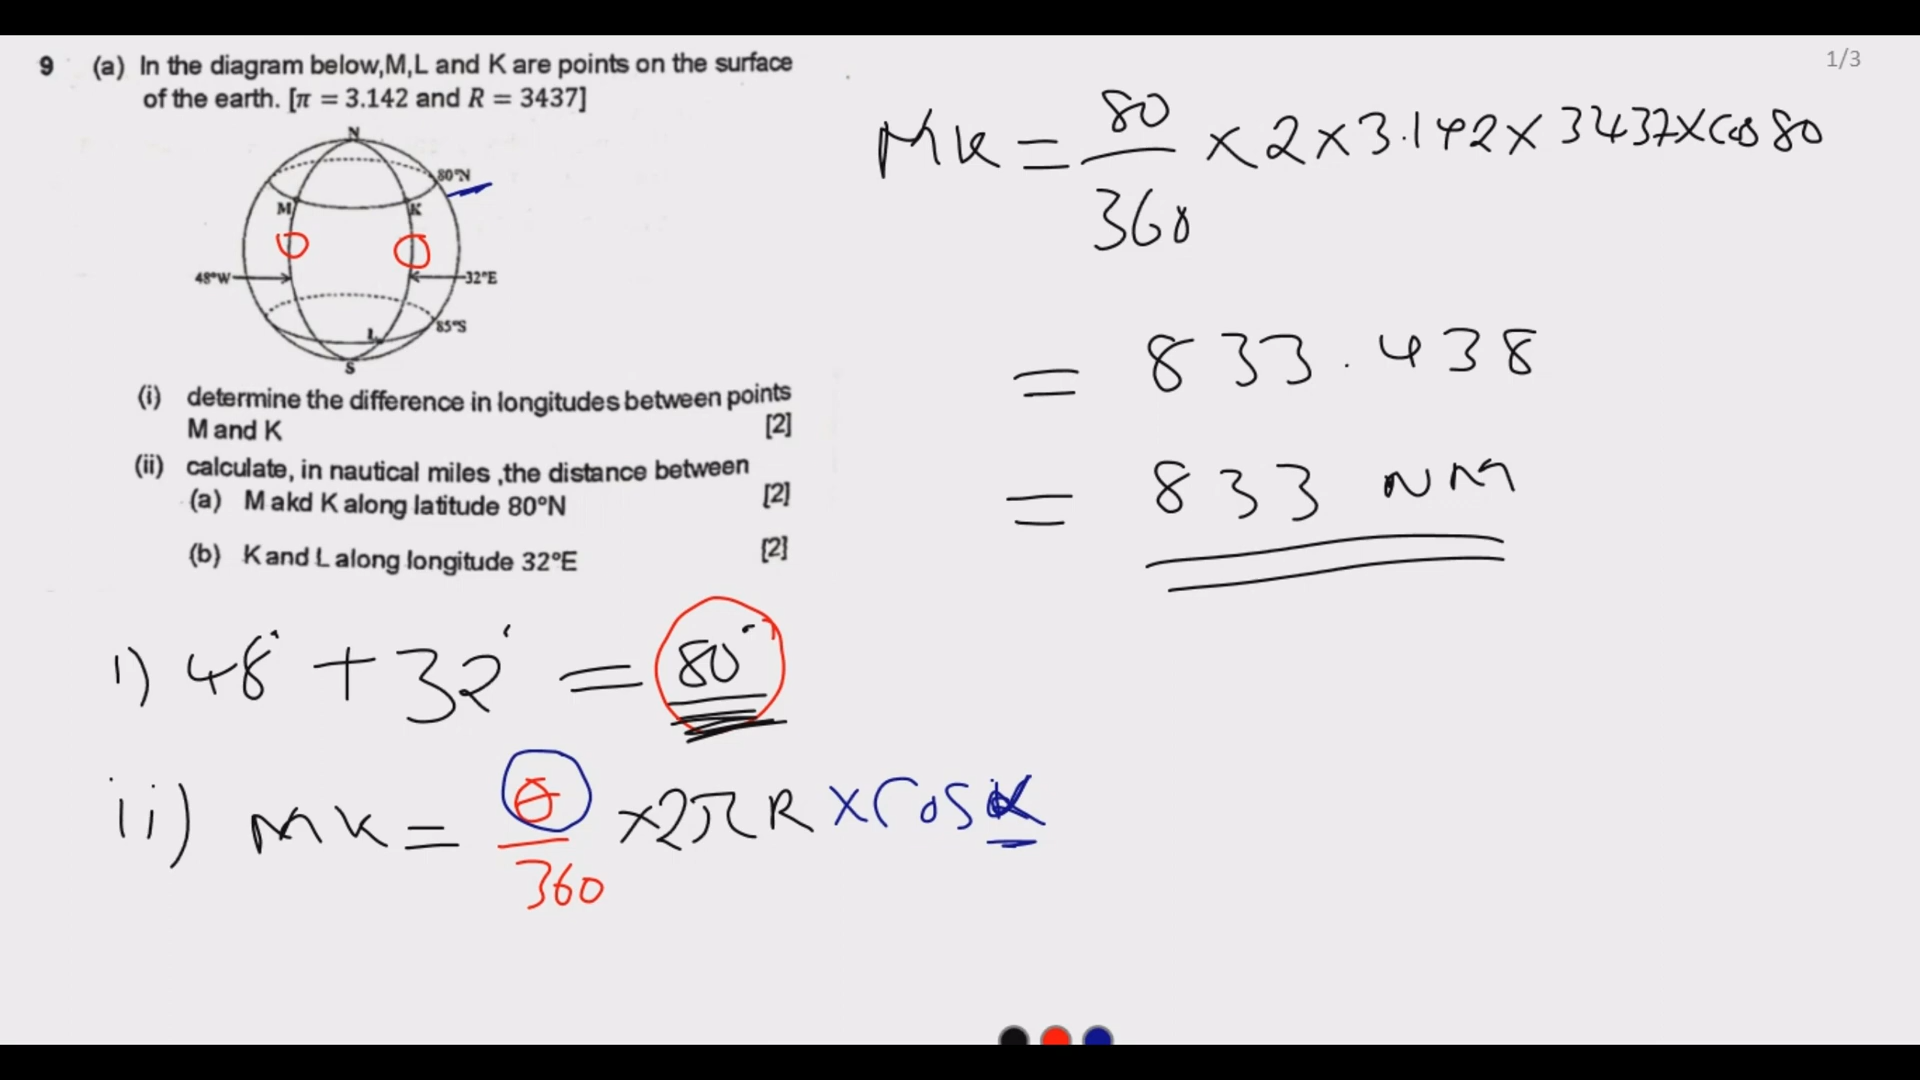 1/3
9 (a) In the diagram below,M,L and K are points on the surface
of the earth. [π = 3.142 and R = 3437]
N
80°N
M K
48°W 32°E
85°S
L
S
(i) determine the difference in longitudes between points
M and K [2]
(ii) calculate, in nautical miles ,the distance between
(a) M akd K along latitude 80°N [2]
(b) K and L along longitude 32°E [2]
i) 48° + 32° = 80°
ii) MK = θ/360 ×2πR ×Cos α
MK = 80/360 × 2 × 3.142 × 3437 × Cos 80
= 833.438
= 833 NM